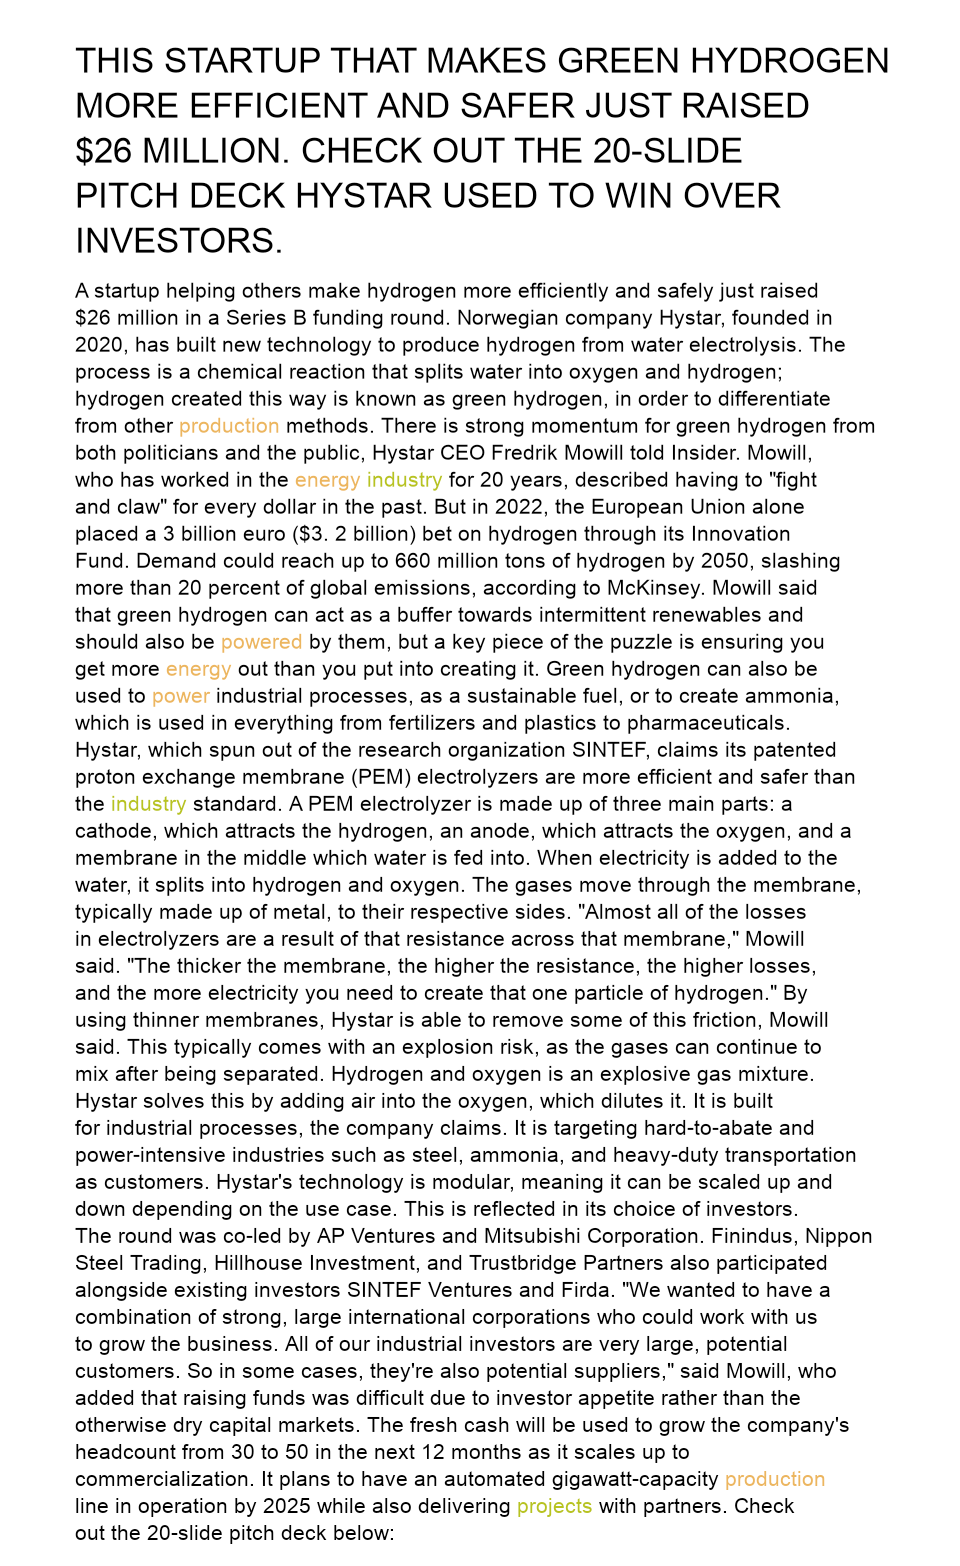 THIS STARTUP THAT MAKES GREEN HYDROGEN
MORE EFFICIENT AND SAFER JUST RAISED
$26 MILLION. CHECK OUT THE 20-SLIDE
PITCH DECK HYSTAR USED TO WIN OVER
INVESTORS.
A startup helping others make hydrogen more efficiently and safely just raised
$26 million in a Series B funding round. Norwegian company Hystar, founded in
2020, has built new technology to produce hydrogen from water electrolysis. The
process is a chemical reaction that splits water into oxygen and hydrogen;
hydrogen created this way is known as green hydrogen, in order to differentiate
from other production methods. There is strong momentum for green hydrogen from
both politicians and the public, Hystar CEO Fredrik Mowill told Insider. Mowill,
who has worked in the energy industry for 20 years, described having to "fight
and claw" for every dollar in the past. But in 2022, the European Union alone
placed a 3 billion euro ($3. 2 billion) bet on hydrogen through its Innovation
Fund. Demand could reach up to 660 million tons of hydrogen by 2050, slashing
more than 20 percent of global emissions, according to McKinsey. Mowill said
that green hydrogen can act as a buffer towards intermittent renewables and
should also be powered by them, but a key piece of the puzzle is ensuring you
get more energy out than you put into creating it. Green hydrogen can also be
used to power industrial processes, as a sustainable fuel, or to create ammonia,
which is used in everything from fertilizers and plastics to pharmaceuticals.
Hystar, which spun out of the research organization SINTEF, claims its patented
proton exchange membrane (PEM) electrolyzers are more efficient and safer than
the industry standard. A PEM electrolyzer is made up of three main parts: a
cathode, which attracts the hydrogen, an anode, which attracts the oxygen, and a
membrane in the middle which water is fed into. When electricity is added to the
water, it splits into hydrogen and oxygen. The gases move through the membrane,
typically made up of metal, to their respective sides. "Almost all of the losses
in electrolyzers are a result of that resistance across that membrane," Mowill
said. "The thicker the membrane, the higher the resistance, the higher losses,
and the more electricity you need to create that one particle of hydrogen." By
using thinner membranes, Hystar is able to remove some of this friction, Mowill
said. This typically comes with an explosion risk, as the gases can continue to
mix after being separated. Hydrogen and oxygen is an explosive gas mixture.
Hystar solves this by adding air into the oxygen, which dilutes it. It is built
for industrial processes, the company claims. It is targeting hard-to-abate and
power-intensive industries such as steel, ammonia, and heavy-duty transportation
as customers. Hystar's technology is modular, meaning it can be scaled up and
down depending on the use case. This is reflected in its choice of investors.
The round was co-led by AP Ventures and Mitsubishi Corporation. Finindus, Nippon
Steel Trading, Hillhouse Investment, and Trustbridge Partners also participated
alongside existing investors SINTEF Ventures and Firda. "We wanted to have a
combination of strong, large international corporations who could work with us
to grow the business. All of our industrial investors are very large, potential
customers. So in some cases, they're also potential suppliers," said Mowill, who
added that raising funds was difficult due to investor appetite rather than the
otherwise dry capital markets. The fresh cash will be used to grow the company's
headcount from 30 to 50 in the next 12 months as it scales up to
commercialization. It plans to have an automated gigawatt-capacity production
line in operation by 2025 while also delivering projects with partners. Check
out the 20-slide pitch deck below: